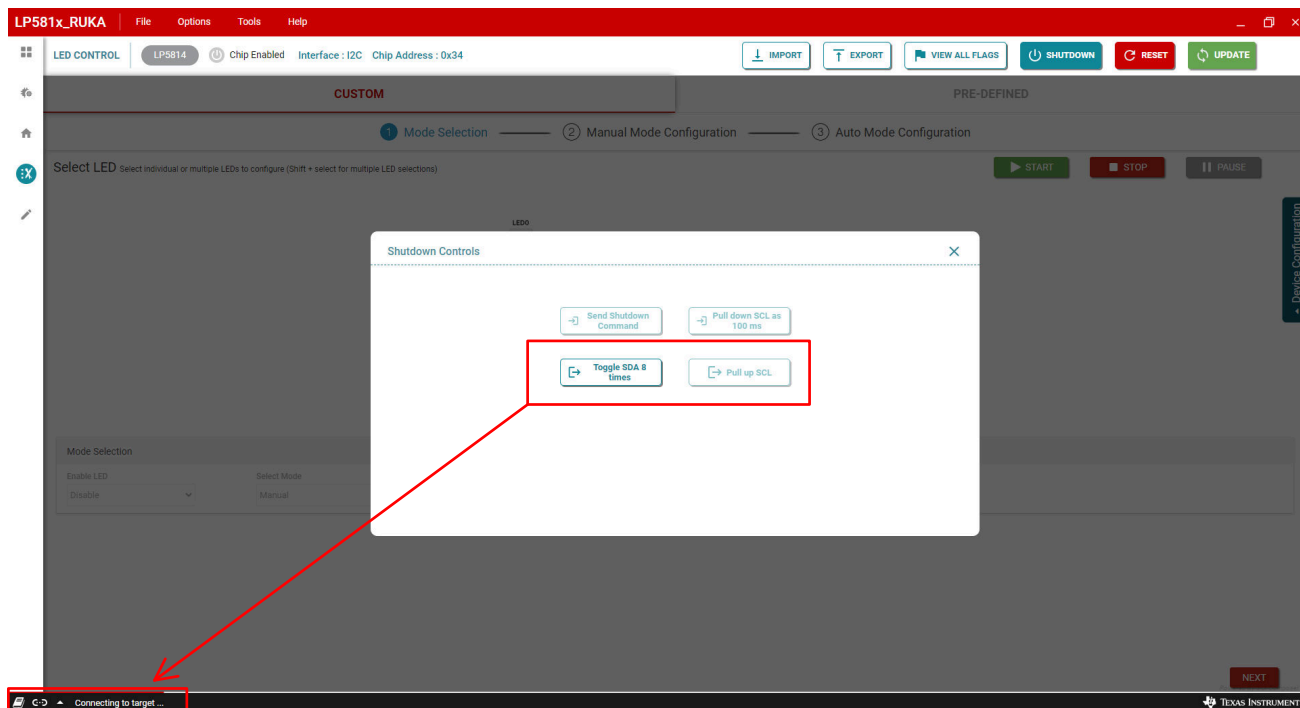 LP581x_RUKA File Options Tools Help
LED CONTROL LP5814 Chip Enabled Interface : I2C Chip Address : 0x34 IMPORT EXPORT VIEW ALL FLAGS SHUTDOWN RESET UPDATE
CUSTOM PRE-DEFINED
1 Mode Selection 2 Manual Mode Configuration 3 Auto Mode Configuration
Select LED Select individual or multiple LEDs to configure (Shift + select for multiple LED selections) START STOP PAUSE
LED0
Device Configuration
Shutdown Controls
Send Shutdown
Command
Pull down SCL as
100 ms
Toggle SDA 8
times
Pull up SCL
Mode Selection
Enable LED Select Mode
Disable Manual
NEXT
Connecting to target ... TEXAS INSTRUMENT